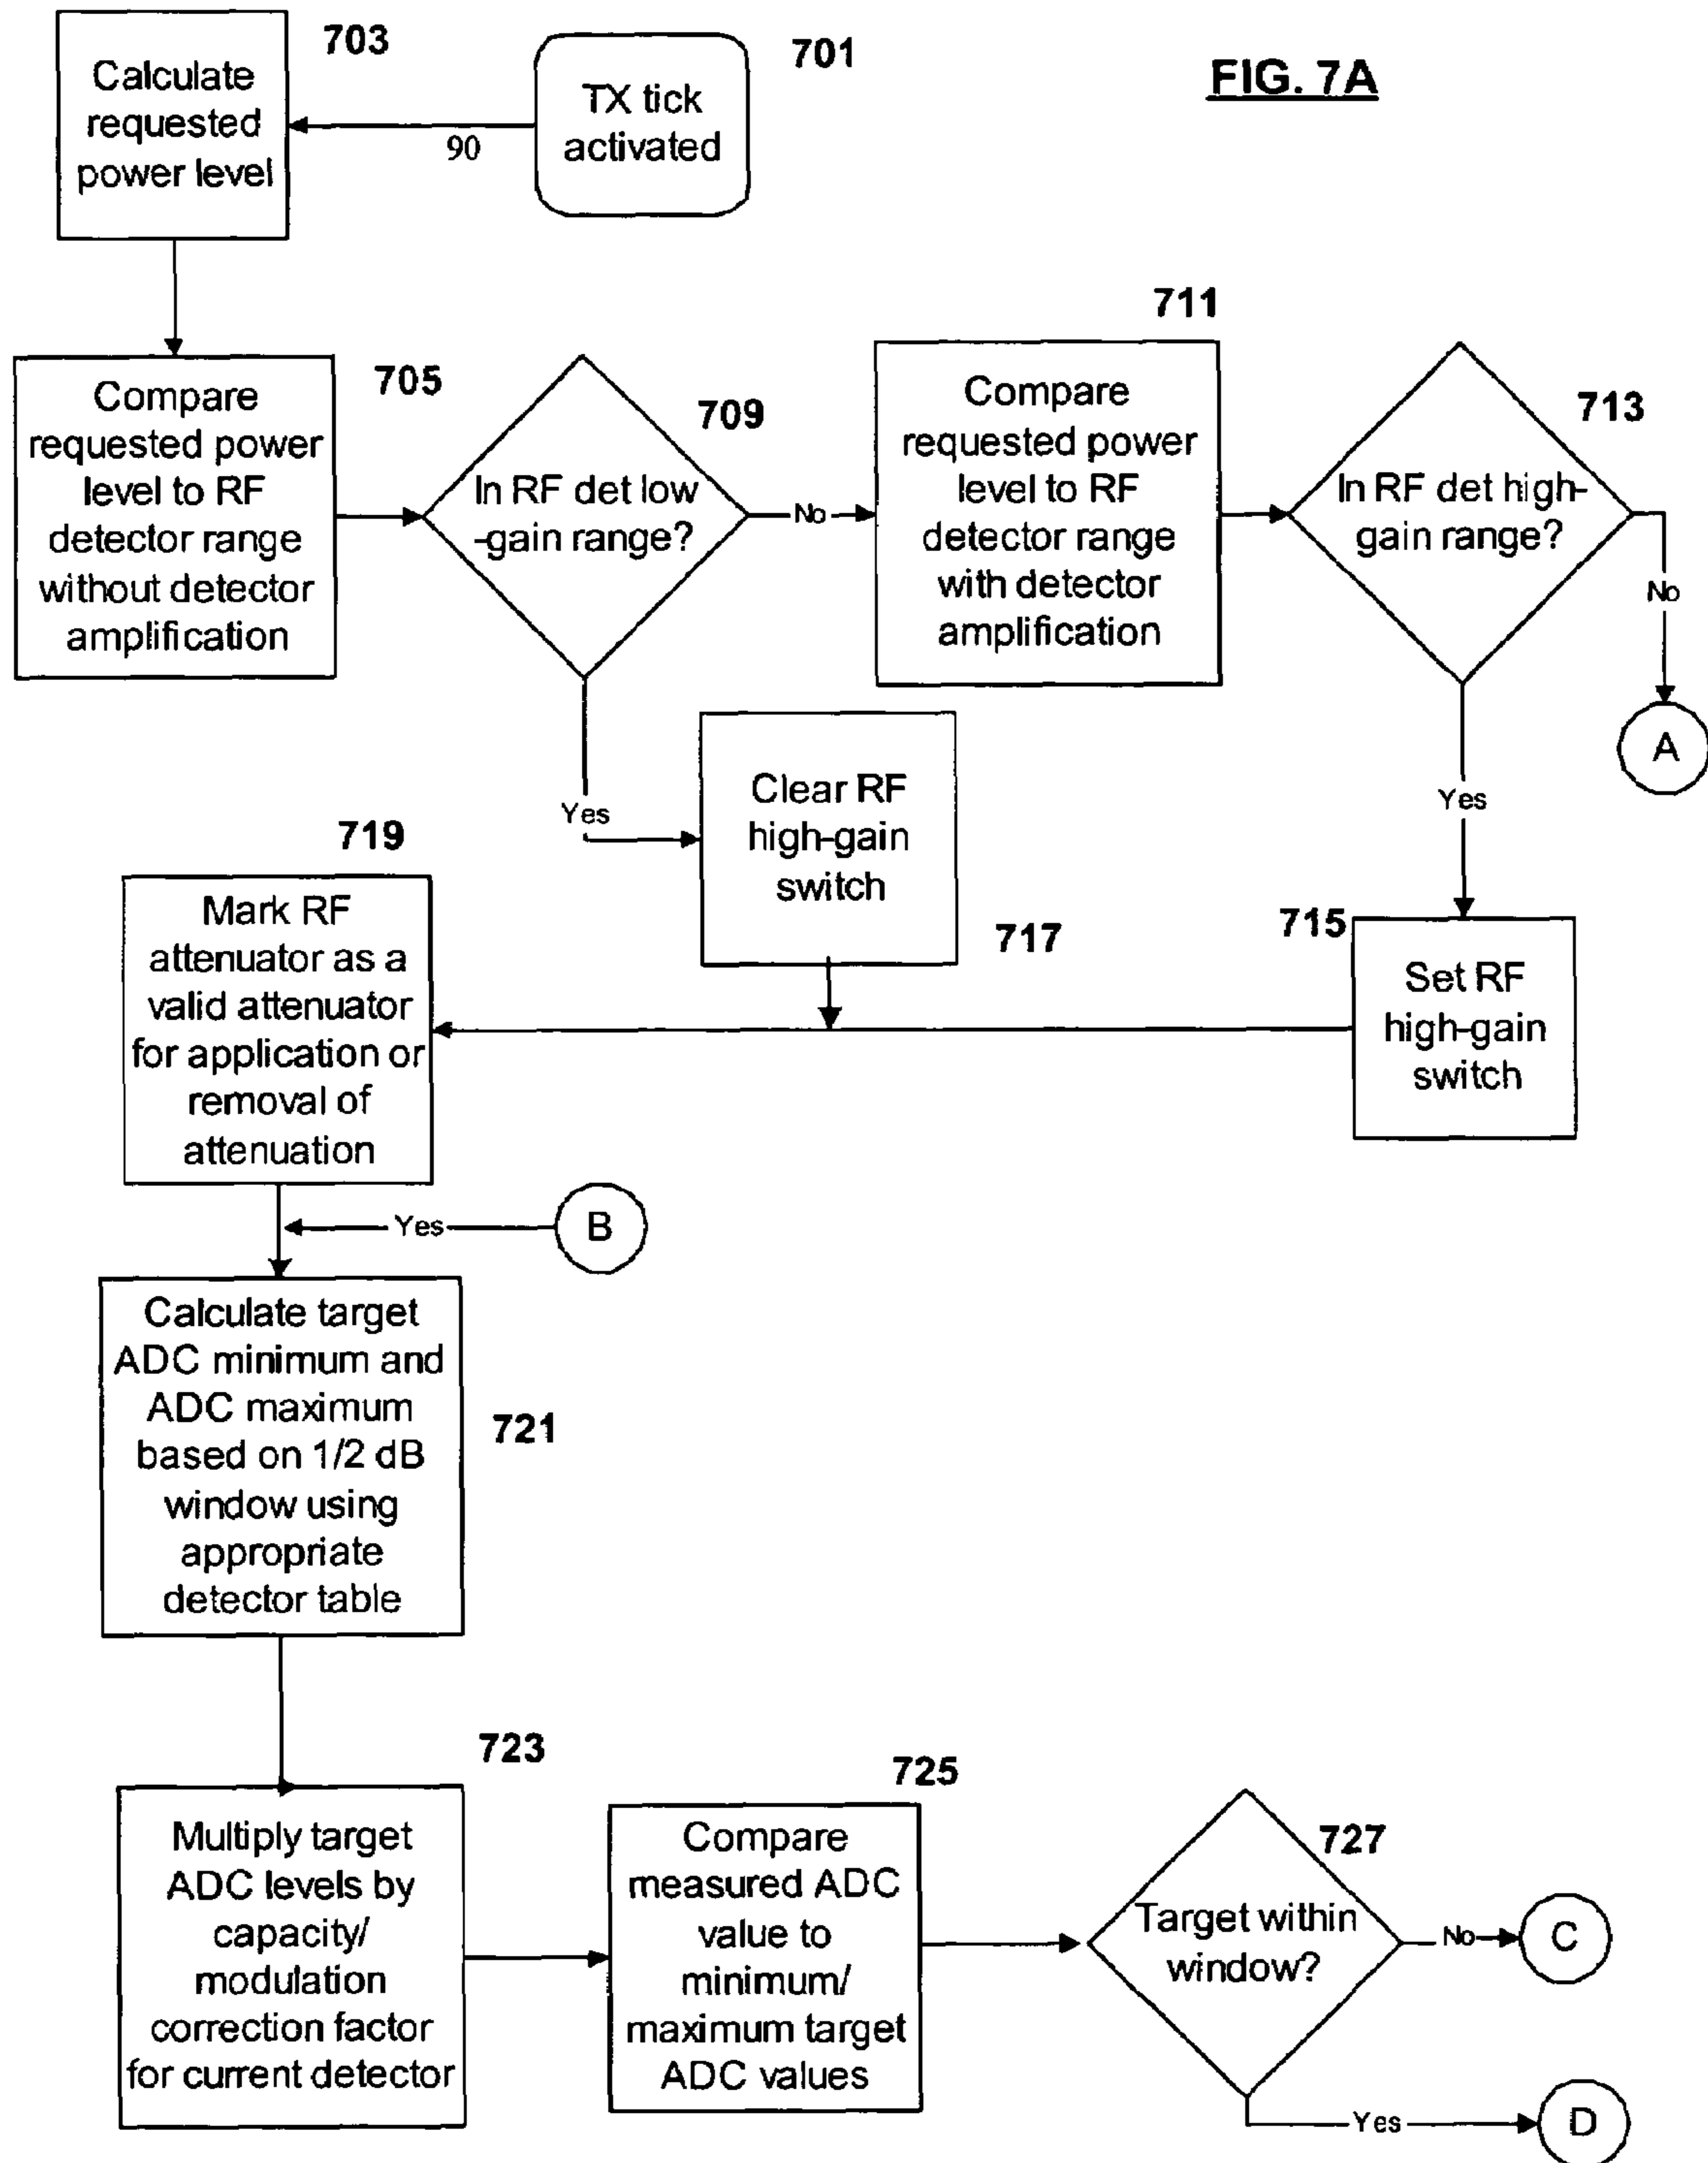 FIG. 7A
703
Calculate
requested
power level
701
TX tick
activated
90
705
Compare
requested power
level to RF
detector range
without detector
amplification
709
In RF det low
-gain range?
No
711
Compare
requested power
level to RF
detector range
with detector
amplification
713
In RF det high-
gain range?
No
A
Yes
Clear RF
high-gain
switch
717
Yes
715
Set RF
high-gain
switch
719
Mark RF
attenuator as a
valid attenuator
for application or
removal of
attenuation
Yes
B
Calculate target
ADC minimum and
ADC maximum
based on 1/2 dB
window using
appropriate
detector table
721
723
Multiply target
ADC levels by
capacity/
modulation
correction factor
for current detector
725
Compare
measured ADC
value to
minimum/
maximum target
ADC values
727
Target within
window?
No
C
Yes
D